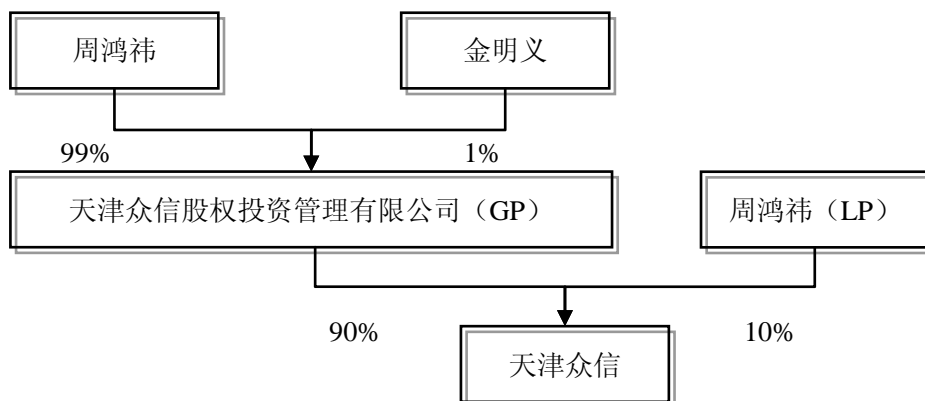 周鸿祎
金明义
99%
1%
天津众信股权投资管理有限公司（GP）
周鸿祎（LP）
90%
10%
天津众信